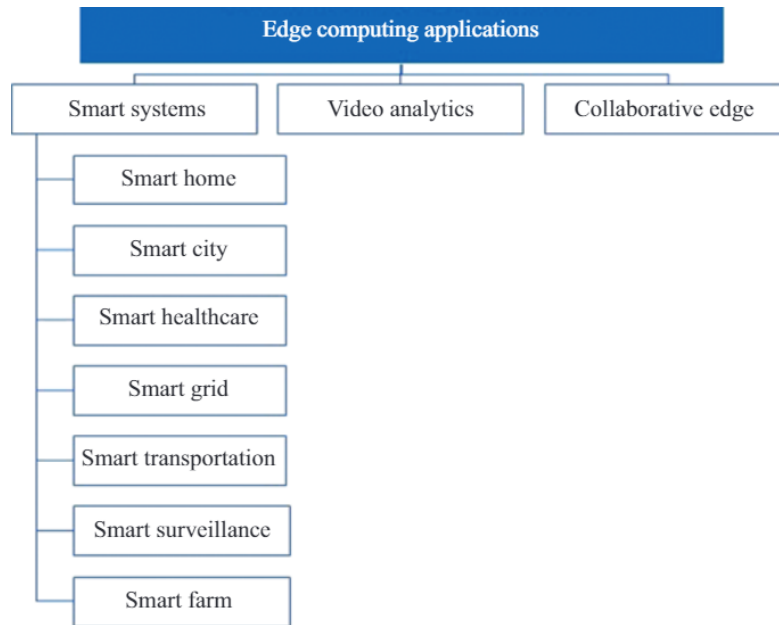 Edge computing applications
Smart systems
Video analytics
Collaborative edge
Smart home
Smart city
Smart healthcare
Smart grid
Smart transportation
Smart surveillance
Smart farm